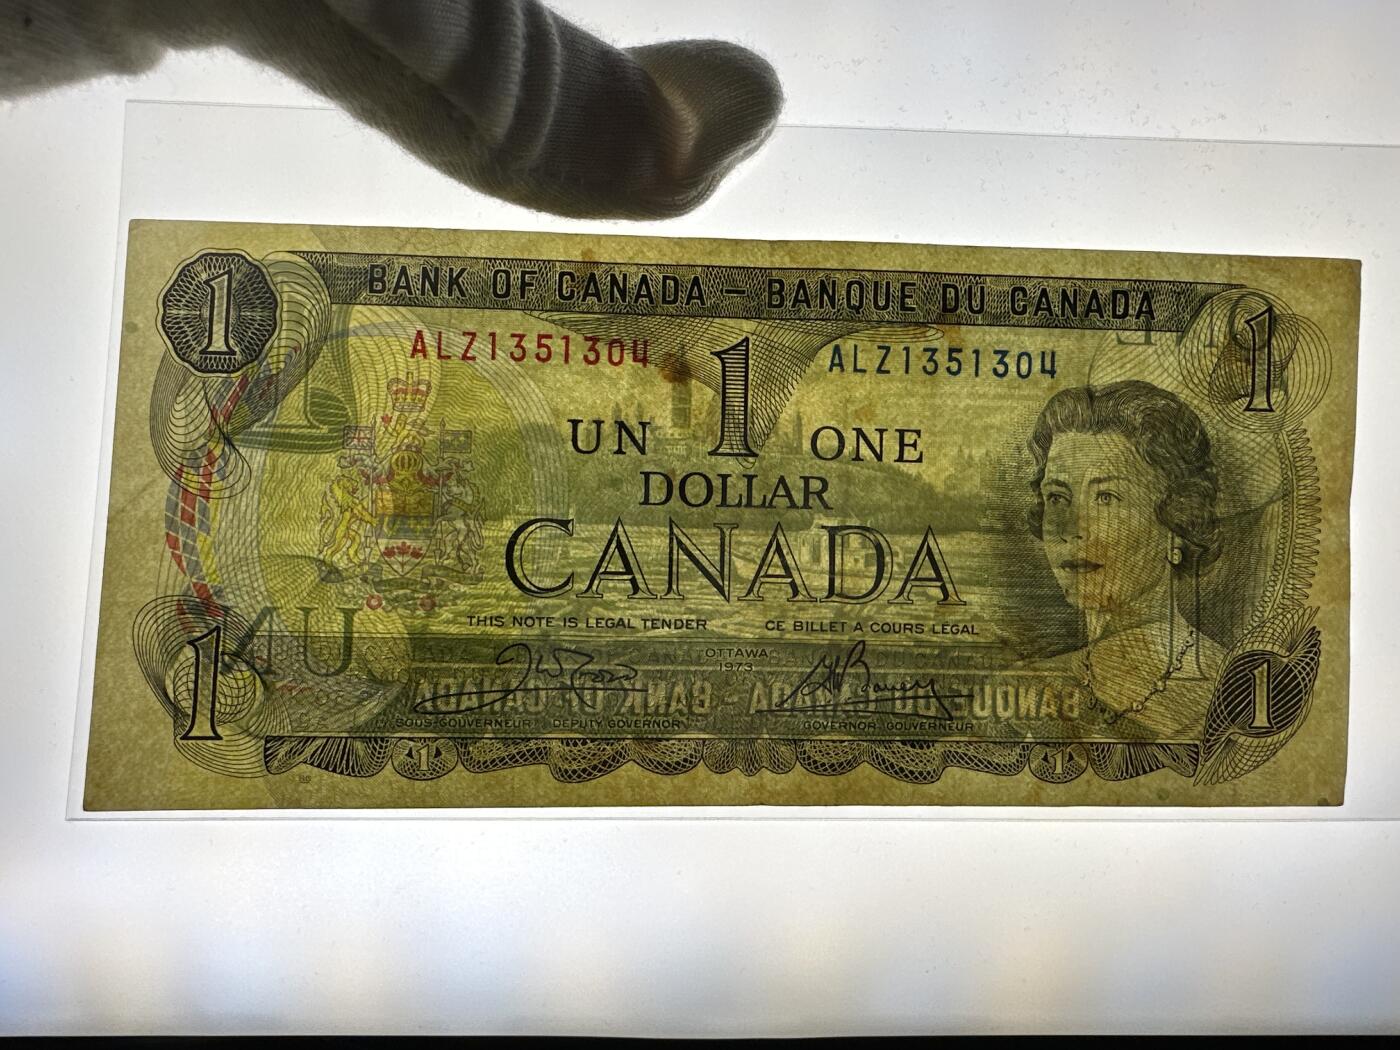 BANK OF CANADA – BANQUE DU CANADA
1 1
ALZ1351304 ALZ1351304
UN 1 ONE
DOLLAR
CANADA
THIS NOTE IS LEGAL TENDER CE BILLET A COURS LÉGAL
OTTAWA
1973
SOUS-GOUVERNEUR DEPUTY GOVERNOR GOVERNOR-GOUVERNEUR
1 1
1 1